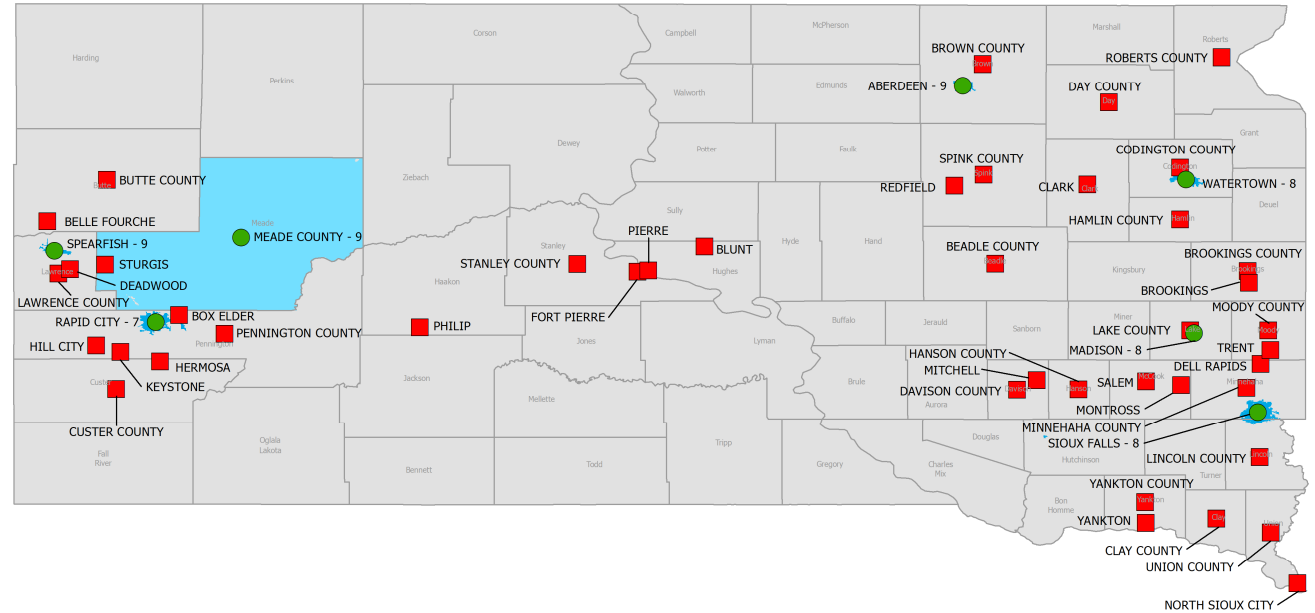 Harding
Perkins
Corson
Campbell
McPherson
Marshall
Roberts
BROWN COUNTY
Brown
ROBERTS COUNTY
ABERDEEN - 9
Walworth
Edmunds
DAY COUNTY
Day
Grant
Dewey
Potter
Faulk
CODINGTON COUNTY
Codington
SPINK COUNTY
Spink
WATERTOWN - 8
BUTTE COUNTY
Butte
Ziebach
REDFIELD
CLARK
Clark
Deuel
BELLE FOURCHE
Meade
Sully
HAMLIN COUNTY
Hamlin
SPEARFISH - 9
MEADE COUNTY - 9
PIERRE
Stanley
Hyde
Hand
BEADLE COUNTY
Beadle
BLUNT
STURGIS
STANLEY COUNTY
Hughes
Kingsbury
BROOKINGS COUNTY
Brookings
Lawrence
DEADWOOD
Haakon
BROOKINGS
LAWRENCE COUNTY
FORT PIERRE
MOODY COUNTY
RAPID CITY - 7
BOX ELDER
Buffalo
Jerauld
Sanborn
Miner
PENNINGTON COUNTY
Pennington
PHILIP
LAKE COUNTY
Lake
Moody
HILL CITY
Jones
Lyman
MADISON - 8
TRENT
HANSON COUNTY
HERMOSA
MITCHELL
DELL RAPIDS
KEYSTONE
Custer
Jackson
Brule
DAVISON COUNTY
Davison
Hanson
SALEM
McCook
Minnehaha
Mellette
Aurora
MONTROSS
CUSTER COUNTY
MINNEHAHA COUNTY
Oglala
Lakota
Tripp
Douglas
SIOUX FALLS - 8
Fall
River
Bennett
Todd
Gregory
Charles
Mix
Hutchinson
LINCOLN COUNTY
Lincoln
Turner
YANKTON COUNTY
Yankton
Bon
Homme
YANKTON
Clay
Union
CLAY COUNTY
UNION COUNTY
NORTH SIOUX CITY